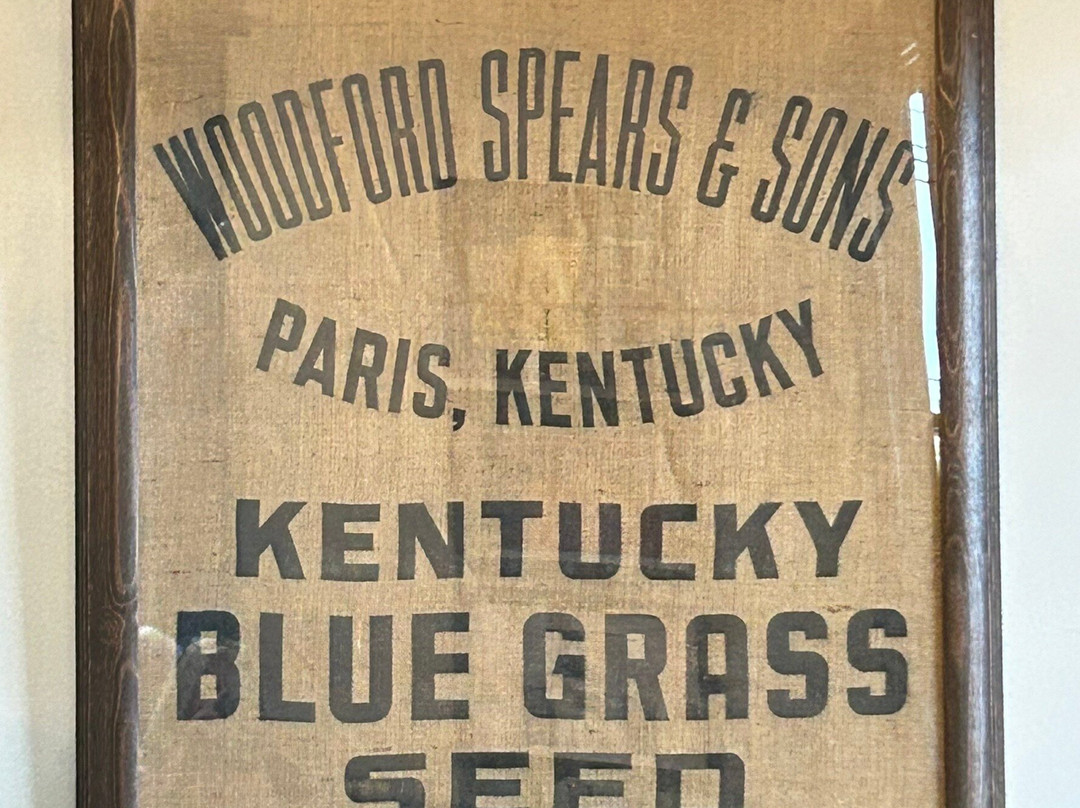 WOODFORD SPEARS & SONS
PARIS, KENTUCKY
KENTUCKY
BLUE GRASS
SEED